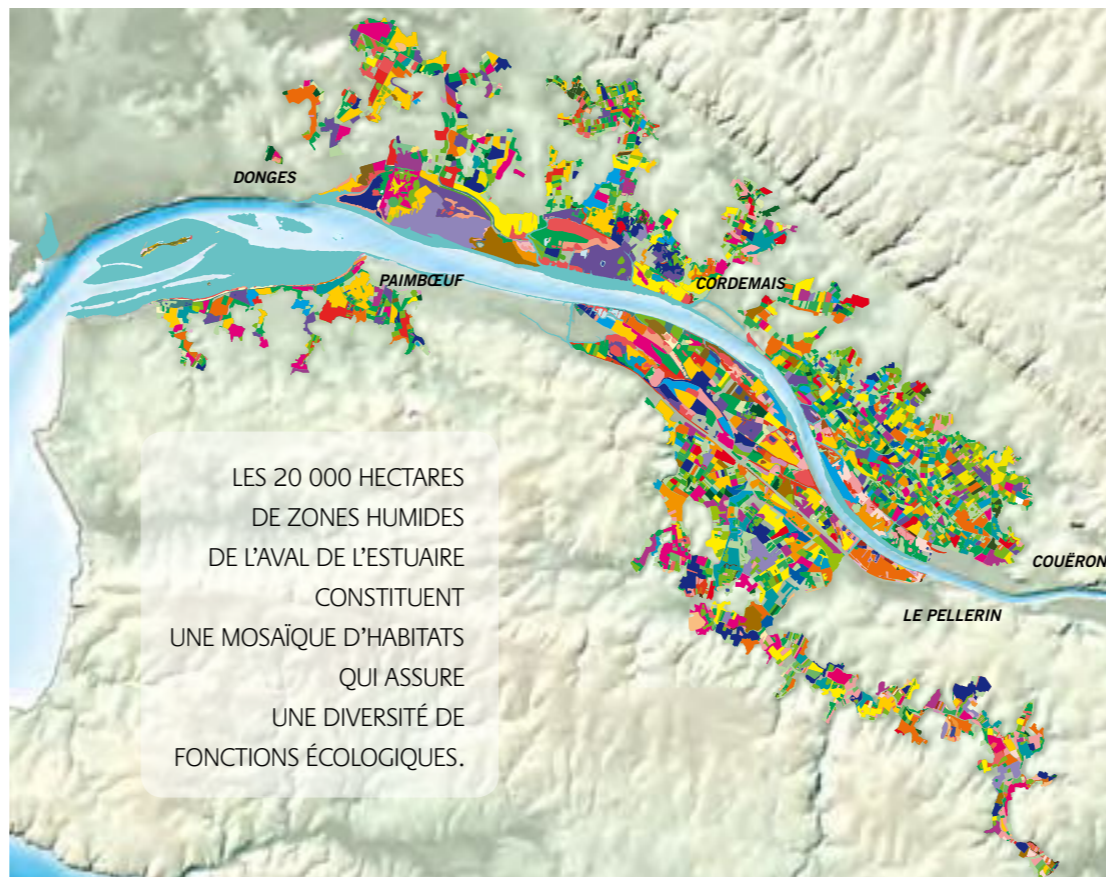 DONGES
PAIMBŒUF
CORDEMAIS
COUËRON
LE PELLERIN
LES 20 000 HECTARES
DE ZONES HUMIDES
DE L’AVAL DE L’ESTUAIRE
CONSTITUENT
UNE MOSAÏQUE D’HABITATS
QUI ASSURE
UNE DIVERSITÉ DE
FONCTIONS ÉCOLOGIQUES.